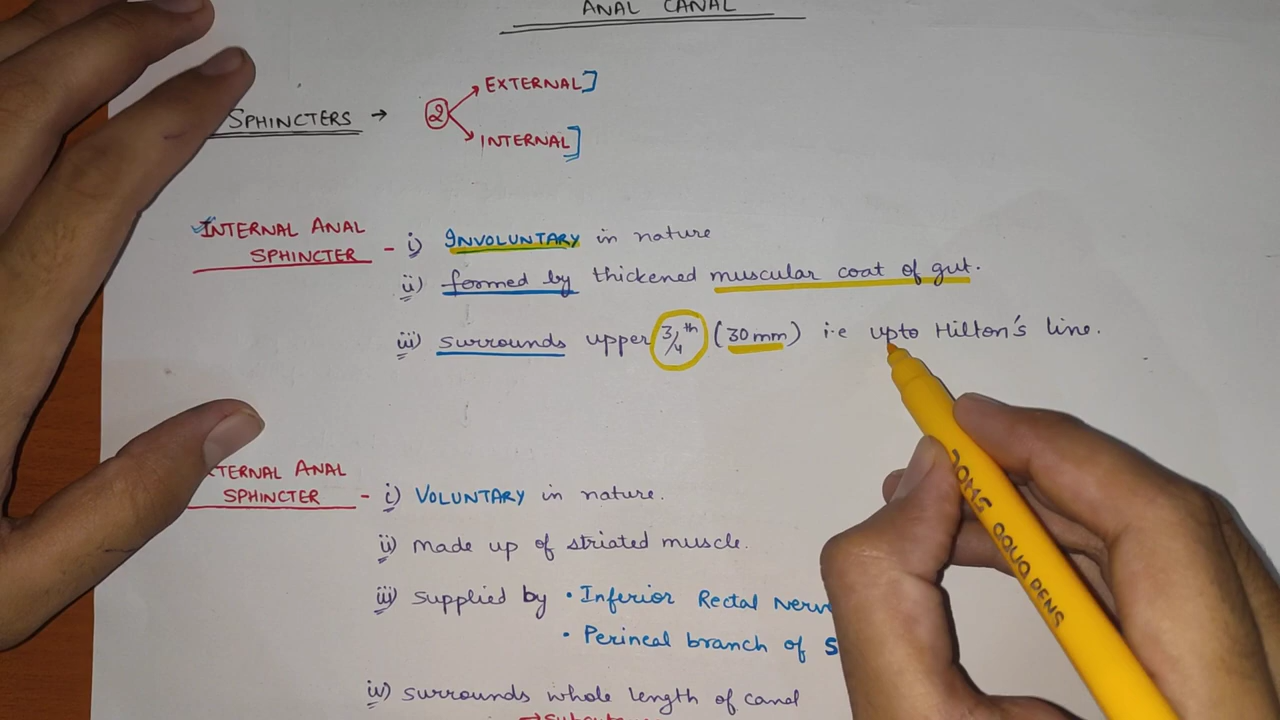 ANAL CANAL
SPHINCTERS → ② EXTERNAL]
INTERNAL]
INTERNAL ANAL SPHINCTER - i) INVOLUNTARY in nature
ii) formed by thickened muscular coat of gut.
iii) surrounds upper 3/4th (30mm) i.e upto Hilton's line.
TERNAL ANAL SPHINCTER - i) VOLUNTARY in nature.
ii) made up of striated muscle.
iii) supplied by • Inferior Rectal Nerv
• Perineal branch of S
iv) surrounds whole length of canal
DOMS AQUA PENS